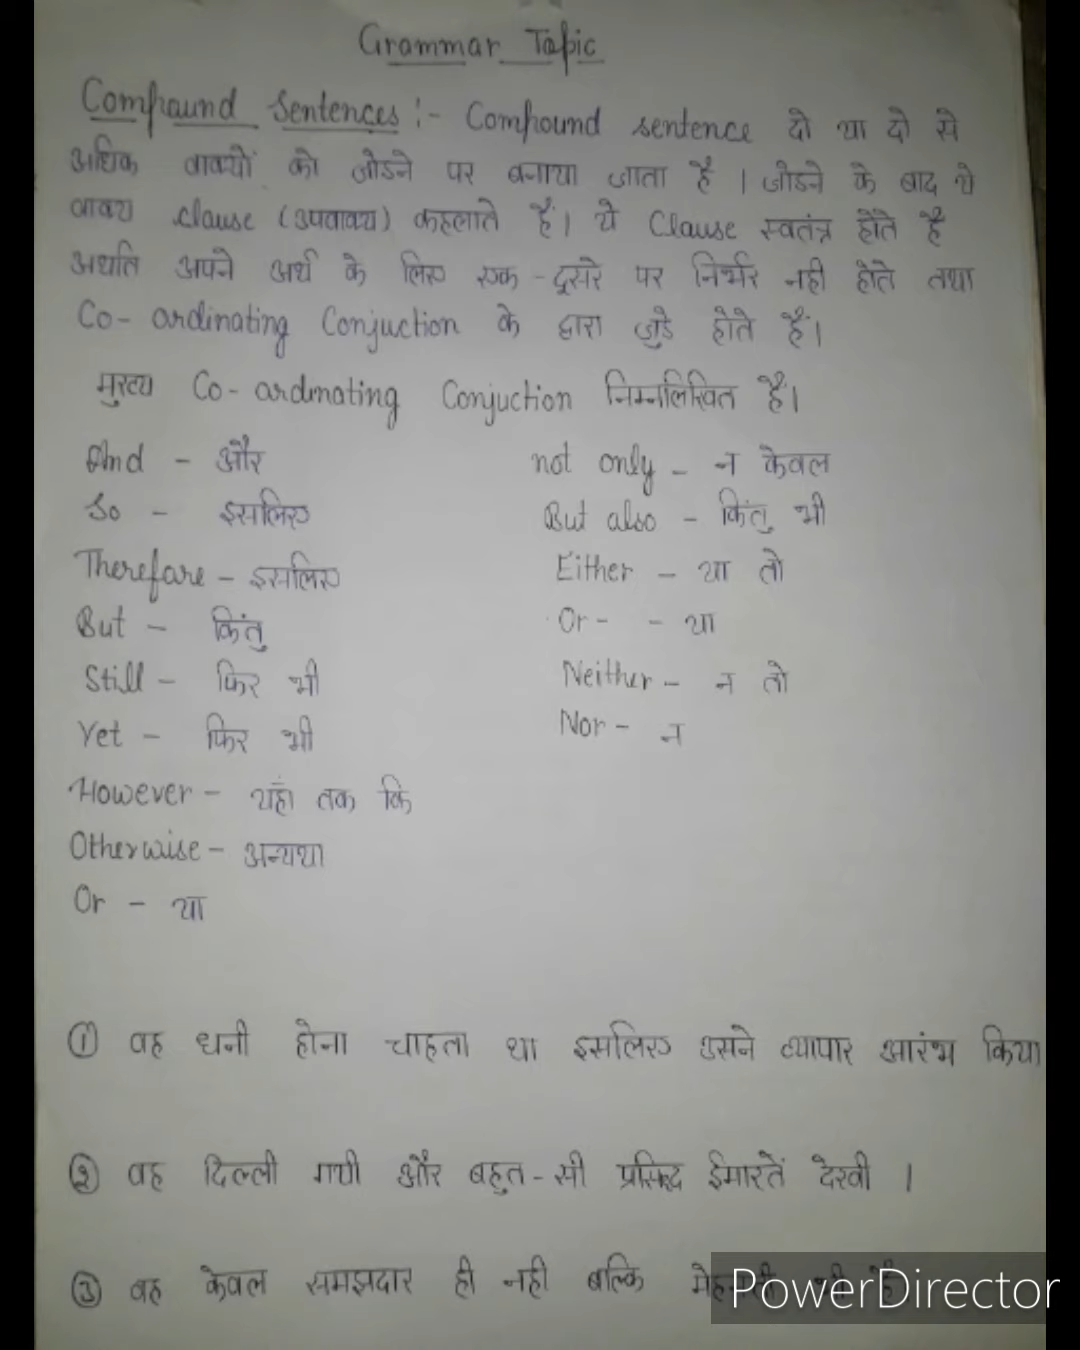 Grammar Topic
Compound Sentences :- Compound sentence दो या दो से
अधिक वाक्यों को जोडने पर बनाया जाता है । जोडने के बाद ये
वाक्य clause (उपवाक्य) कहलाते हैं। ये Clause स्वतंत्र होते है
अर्थात अपने अर्थ के लिए एक - दूसरे पर निर्भर नही होते तथा
Co- ordinating Conjuction के द्वारा जुडे होते हैं।
मुख्य Co- ordinating Conjuction निम्नलिखित हैं।
And - और
not only - न केवल
So - इसलिए
But also - किंतु भी
Therefore - इसलिए
Either - या तो
But - किंतु
Or - - या
Still - फिर भी
Neither - न तो
Yet - फिर भी
Nor - न
However - यहाँ तक कि
Otherwise - अन्यथा
Or - या
① वह धनी होना चाहता था इसलिए उसने व्यापार आरंभ किया
② वह दिल्ली गयी और बहुत - सी प्रसिद्ध ईमारतें देखी ।
③ वह केवल समझदार ही नही बल्कि
PowerDirector